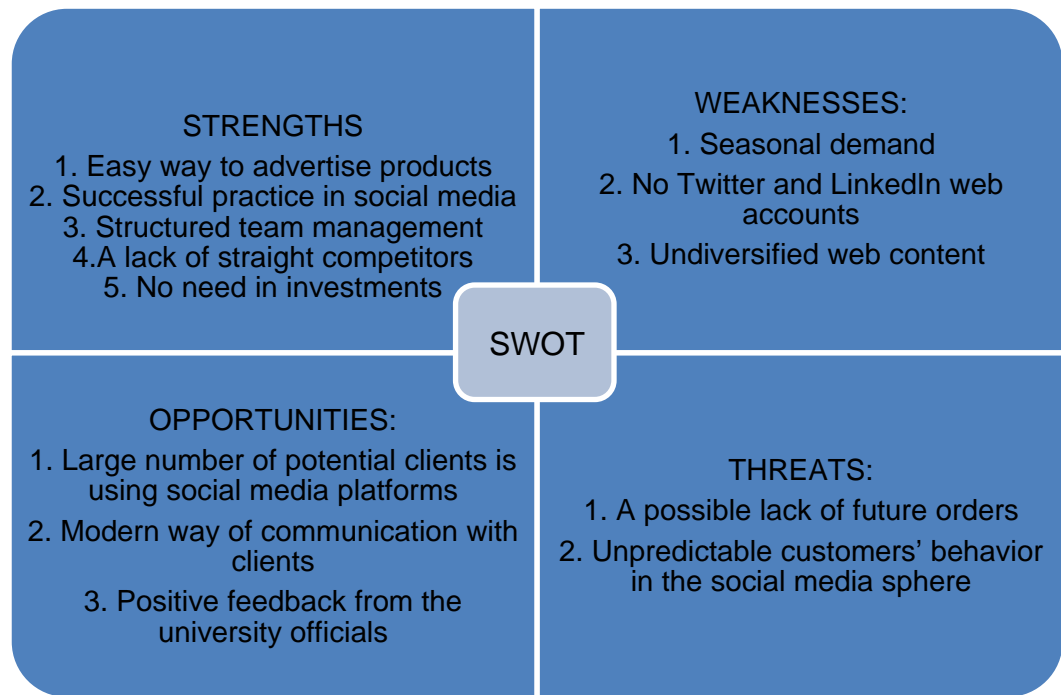 STRENGTHS
1. Easy way to advertise products
2. Successful practice in social media
3. Structured team management
4.A lack of straight competitors
5. No need in investments
WEAKNESSES:
1. Seasonal demand
2. No Twitter and LinkedIn web
accounts
3. Undiversified web content
SWOT
OPPORTUNITIES:
1. Large number of potential clients is
using social media platforms
2. Modern way of communication with
clients
3. Positive feedback from the
university officials
THREATS:
1. A possible lack of future orders
2. Unpredictable customers’ behavior
in the social media sphere